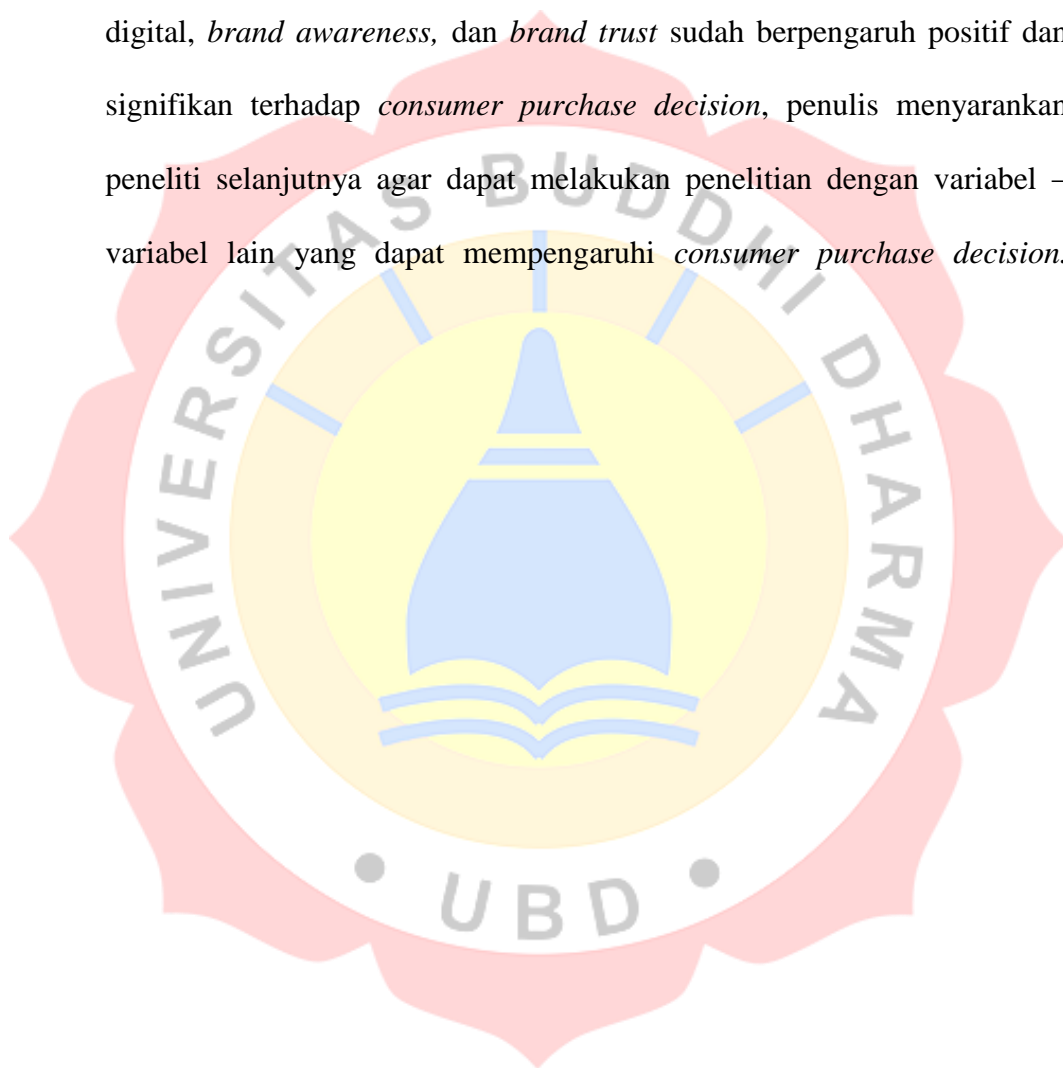 digital, brand awareness, dan brand trust sudah berpengaruh positif dan
signifikan terhadap consumer purchase decision, penulis menyarankan
peneliti selanjutnya agar dapat melakukan penelitian dengan variabel –
variabel lain yang dapat mempengaruhi consumer purchase decision.
UNIVERSITAS BUDDHI DHARMA
• UBD •